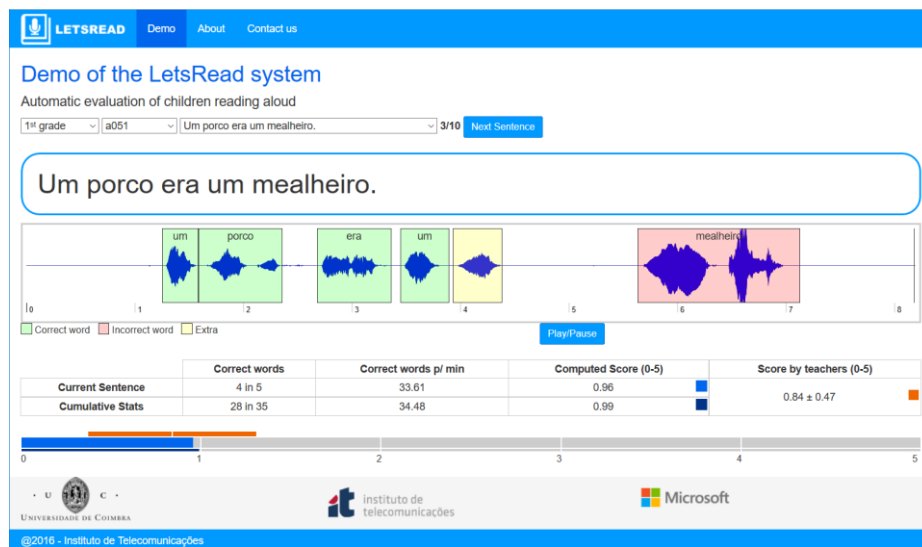 LETSREAD Demo About Contact us
Demo of the LetsRead system
Automatic evaluation of children reading aloud
1st grade a051 Um porco era um mealheiro. 3/10 Next Sentence
Um porco era um mealheiro.
um porco era um mealheiro
0 1 2 3 4 5 6 7 8
Correct word Incorrect word Extra Play/Pause
Correct words Correct words p/ min Computed Score (0-5) Score by teachers (0-5)
Current Sentence 4 in 5 33.61 0.96 0.84 ± 0.47
Cumulative Stats 28 in 35 34.48 0.99
0 1 2 3 4 5
· U C ·
UNIVERSIDADE DE COIMBRA
it instituto de
telecomunicações
Microsoft
@2016 - Instituto de Telecomunicações